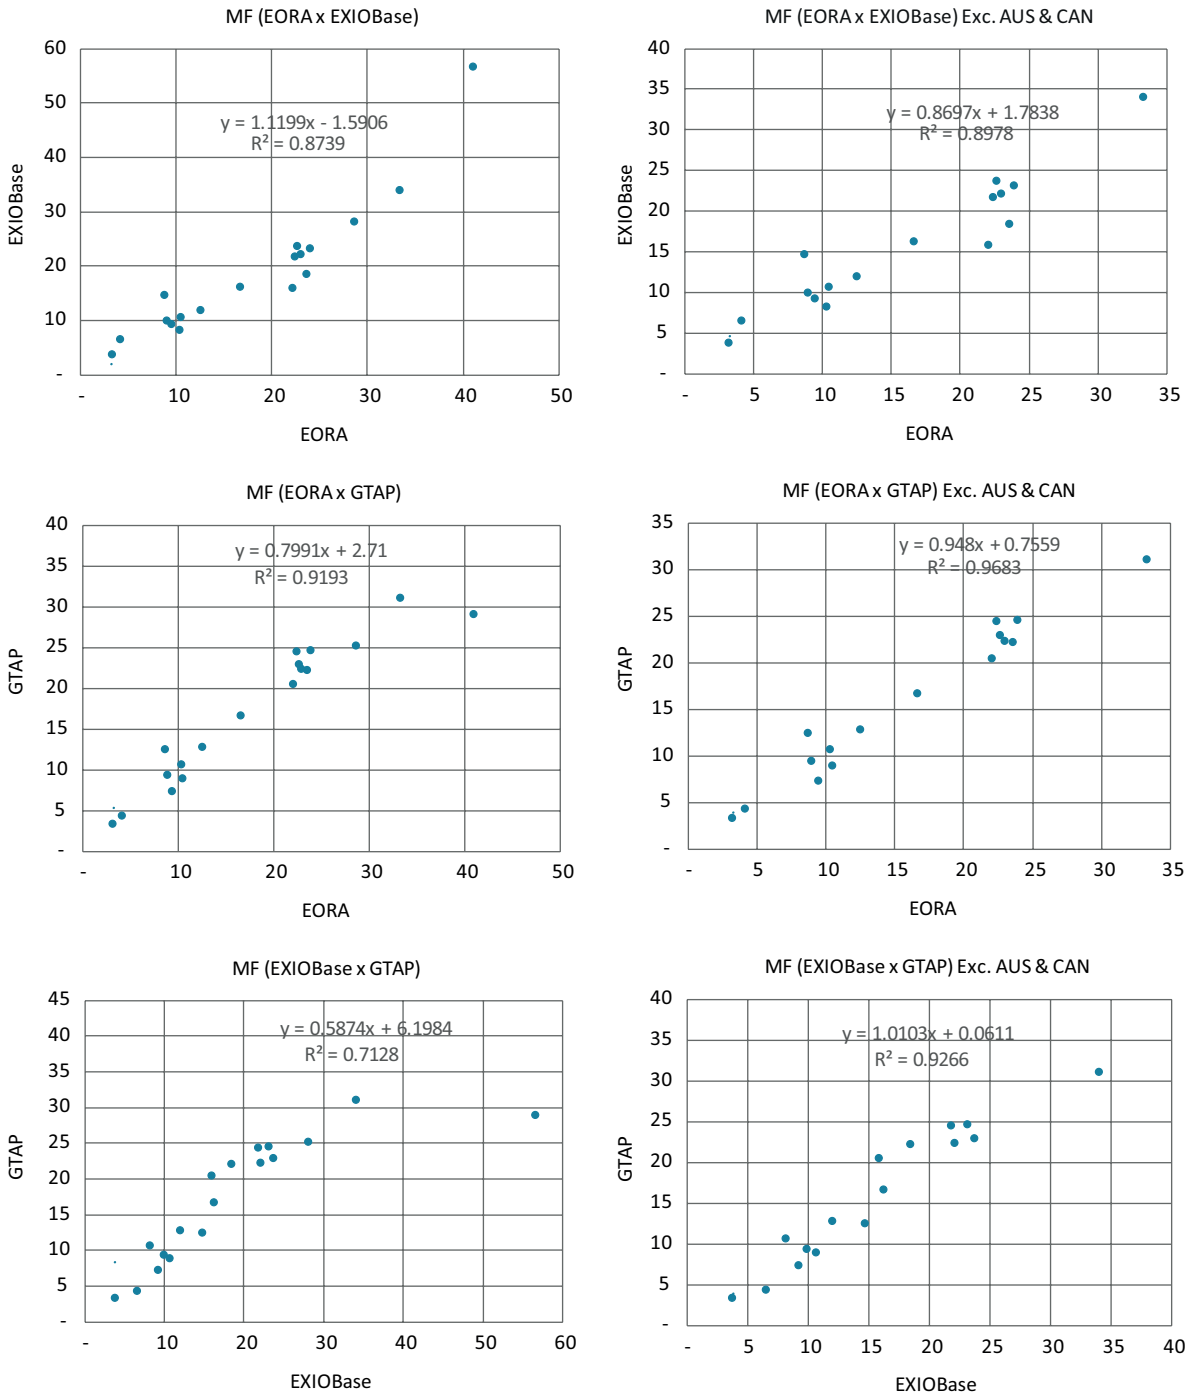 MF (EORA x EXIOBase)
60
50
40
30
20
10
-
EXIOBase
y = 1.1199x - 1.5906
R² = 0.8739
- 10 20 30 40 50
EORA
MF (EORA x EXIOBase) Exc. AUS & CAN
40
35
30
25
20
15
10
5
-
EXIOBase
y = 0.8697x + 1.7838
R² = 0.8978
- 5 10 15 20 25 30 35
EORA
MF (EORA x GTAP)
40
35
30
25
20
15
10
5
-
GTAP
y = 0.7991x + 2.71
R² = 0.9193
- 10 20 30 40 50
EORA
MF (EORA x GTAP) Exc. AUS & CAN
35
30
25
20
15
10
5
-
GTAP
y = 0.948x + 0.7559
R² = 0.9683
- 5 10 15 20 25 30 35
EORA
MF (EXIOBase x GTAP)
45
40
35
30
25
20
15
10
5
-
GTAP
y = 0.5874x + 6.1984
R² = 0.7128
- 10 20 30 40 50 60
EXIOBase
MF (EXIOBase x GTAP) Exc. AUS & CAN
40
35
30
25
20
15
10
5
-
GTAP
y = 1.0103x + 0.0611
R² = 0.9266
- 5 10 15 20 25 30 35 40
EXIOBase